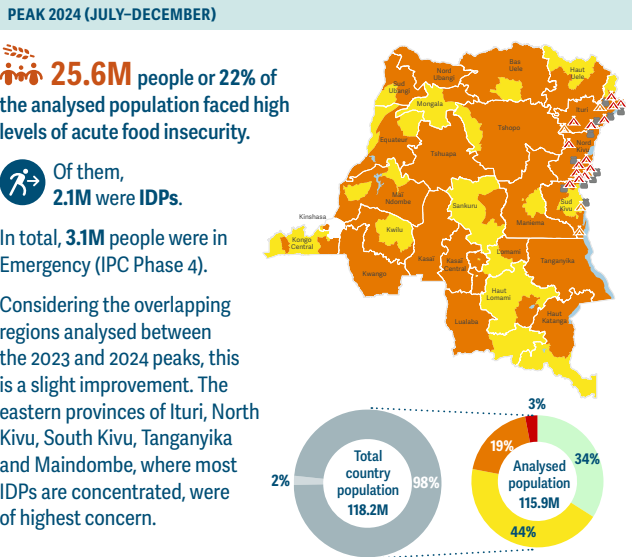 PEAK 2024 (JULY–DECEMBER)
25.6M people or 22% of
the analysed population faced high
levels of acute food insecurity.
Of them,
2.1M were IDPs.
In total, 3.1M people were in
Emergency (IPC Phase 4).
Considering the overlapping
regions analysed between
the 2023 and 2024 peaks, this
is a slight improvement. The
eastern provinces of Ituri, North
Kivu, South Kivu, Tanganyika
and Maindombe, where most
IDPs are concentrated, were
of highest concern.
Bas
Uele
Nord
Ubangi
Haut
Uele
Sud
Ubangi
Mongala
Ituri
Tshopo
Equateur
Nord
Kivu
Tshuapa
Mai
Ndombe
Sankuru
Sud
Kivu
Maniema
Kinshasa
Kwilu
Kongo
Central
Lomami
Kasai
Kasai
Central
Tanganyika
Kwango
Haut
Lomami
Lualaba
Haut
Katanga
2%
Total
country
population
118.2M
98%
3%
19%
34%
Analysed
population
115.9M
44%